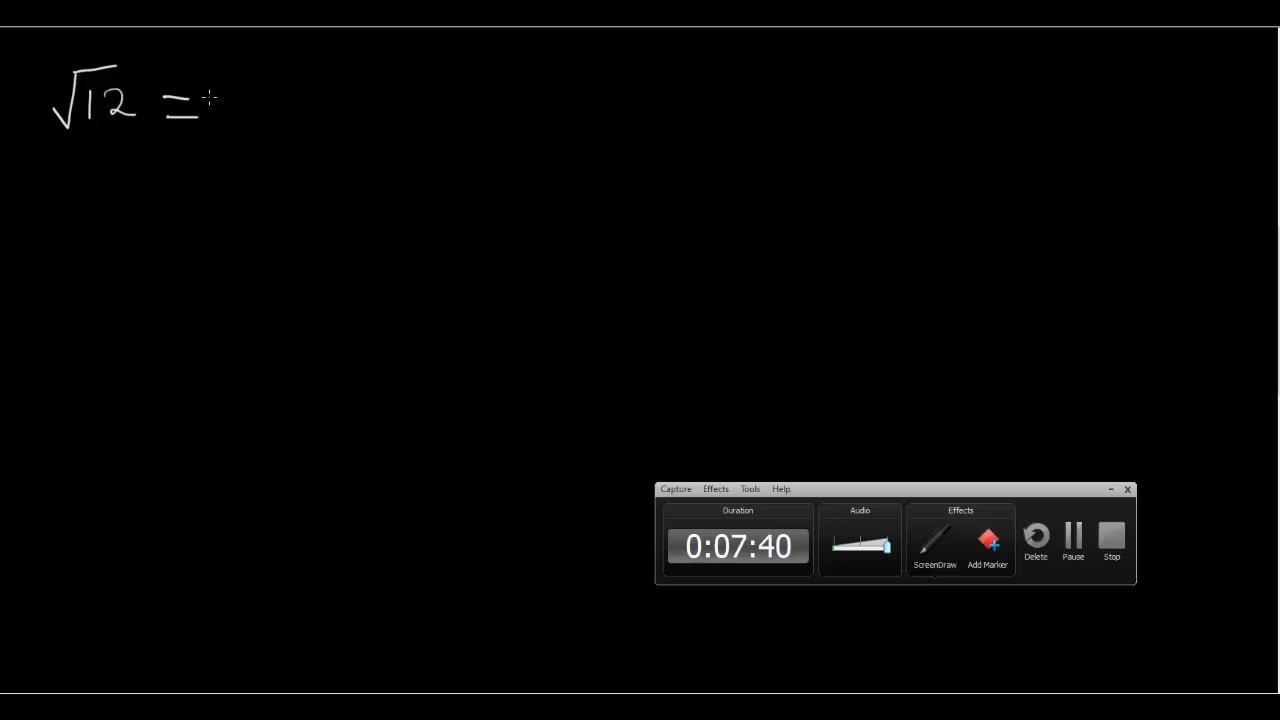 √12 =
Capture Effects Tools Help
Duration Audio Effects
0:07:40
ScreenDraw Add Marker Delete Pause Stop